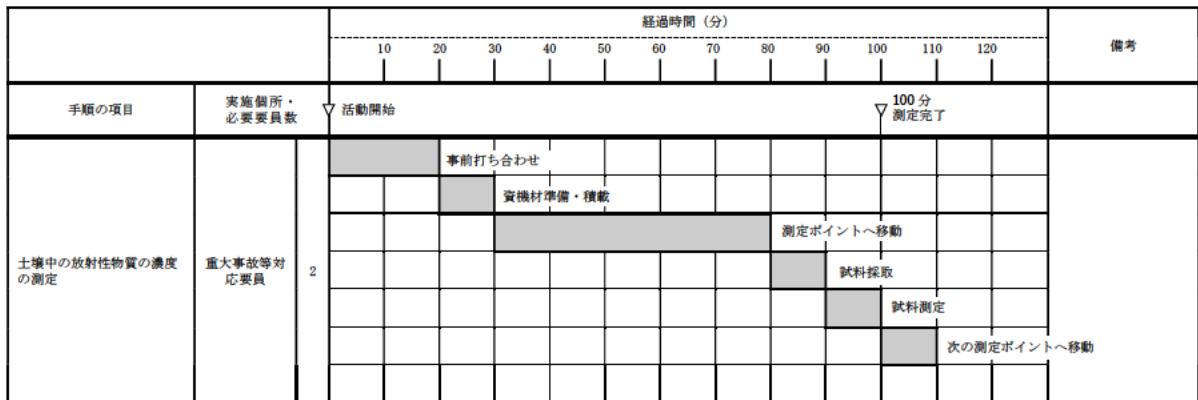 経過時間（分）
10 20 30 40 50 60 70 80 90 100 110 120
備考
手順の項目
実施個所・
必要要員数
活動開始
100 分
測定完了
事前打ち合わせ
資機材準備・積載
測定ポイントへ移動
土壌中の放射性物質の濃度
の測定
重大事故等対
応要員
2
試料採取
試料測定
次の測定ポイントへ移動